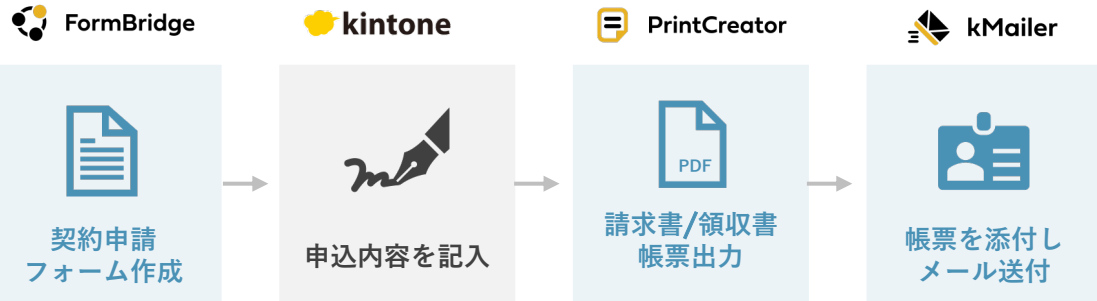 FormBridge
kintone
PrintCreator
kMailer
契約申請
フォーム作成
申込内容を記入
PDF
請求書/領収書
帳票出力
帳票を添付し
メール送付